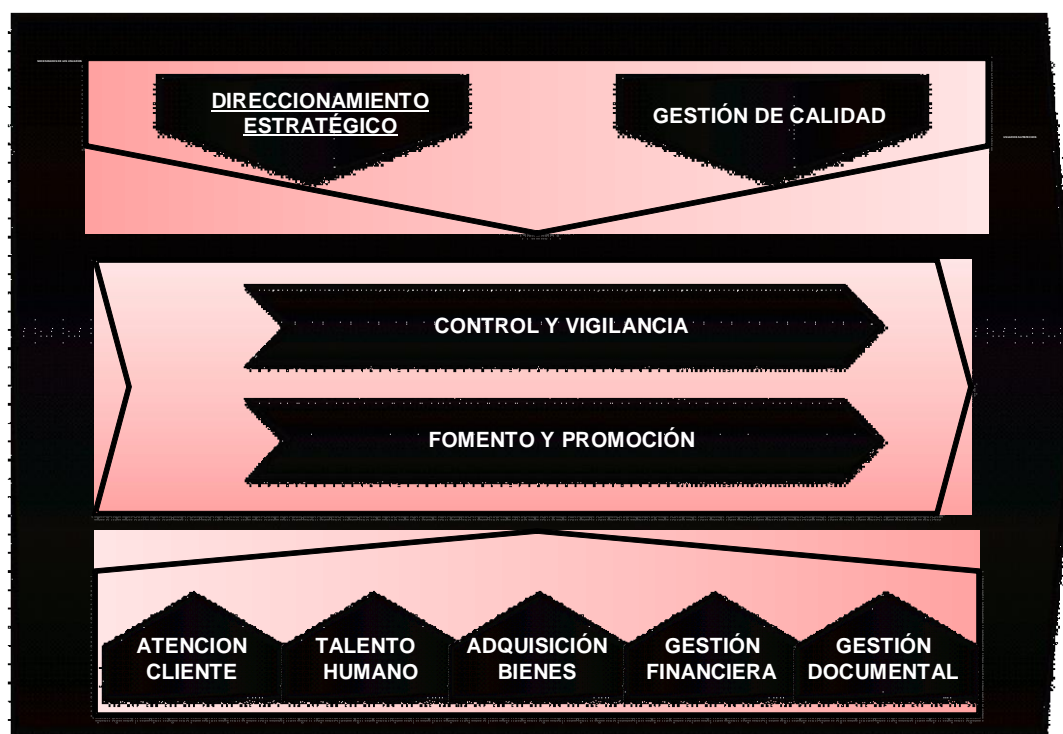 DIRECCIONAMIENTO
ESTRATÉGICO
GESTIÓN DE CALIDAD
CONTROL Y VIGILANCIA
FOMENTO Y PROMOCIÓN
ATENCION
CLIENTE
TALENTO
HUMANO
ADQUISICIÓN
BIENES
GESTIÓN
FINANCIERA
GESTIÓN
DOCUMENTAL